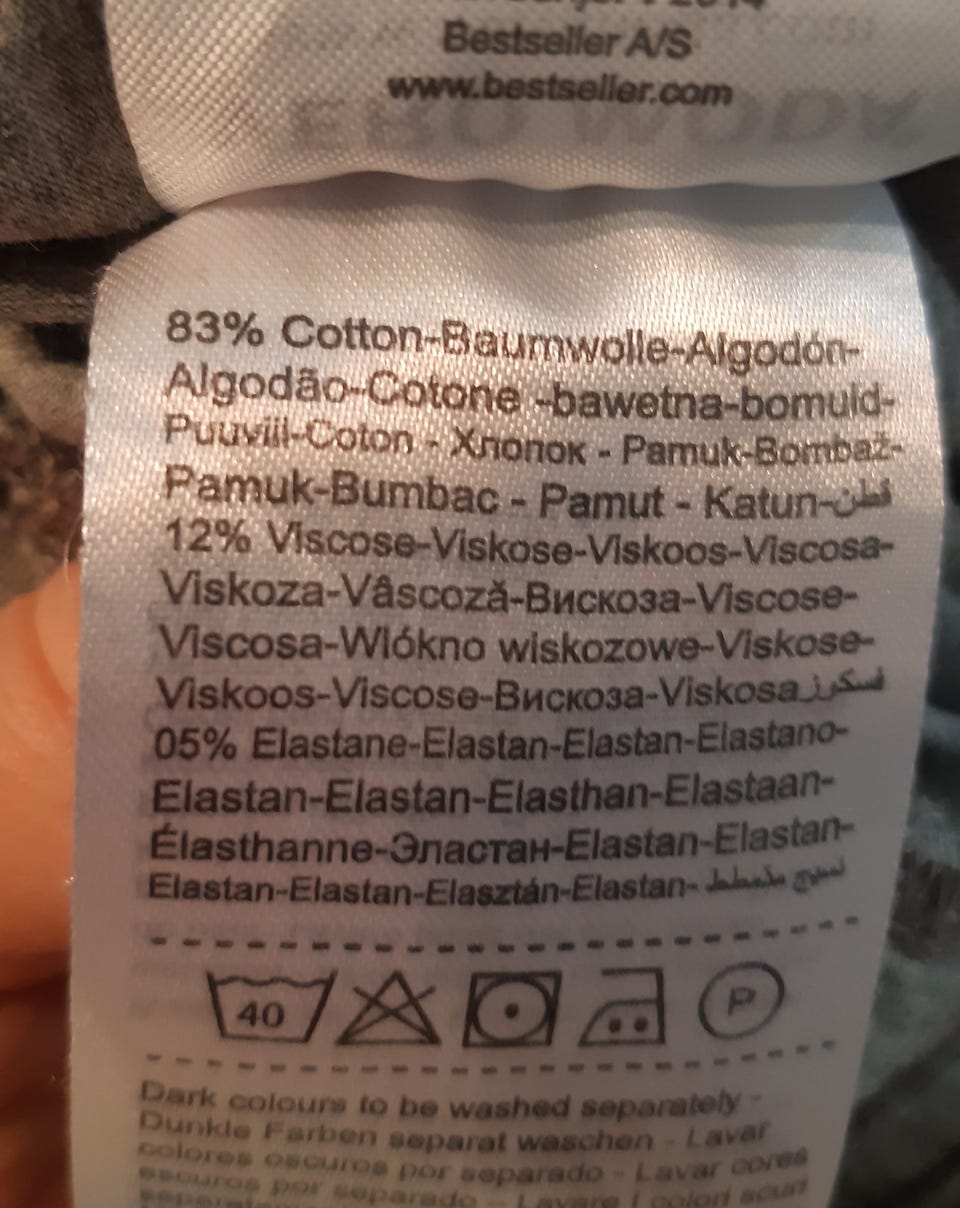 Bestseller A/S
www.bestseller.com
83% Cotton-Baumwolle-Algodón-
Algodão-Cotone -bawetna-bomuld-
Puuvill-Coton - Хлопок - Pamuk-Bombaž-
Pamuk-Bumbac - Pamut - Katun-قطن
12% Viscose-Viskose-Viskoos-Viscosa-
Viskoza-Vâscoză-Вискоза-Viscose-
Viscosa-Wlókno wiskozowe-Viskose-
Viskoos-Viscose-Вискоза-Viskosa فسكوز
05% Elastane-Elastan-Elastan-Elastano-
Elastan-Elastan-Elasthan-Elastaan-
Élasthanne-Эластан-Elastan-Elastan-
Elastan-Elastan-Elasztán-Elastan-
40
P
Dark colours to be washed separately -
Dunkle Farben separat waschen - Lavar
colores oscuros por separado - Lavar cores
escuros por separado - Lavare i colori scuri